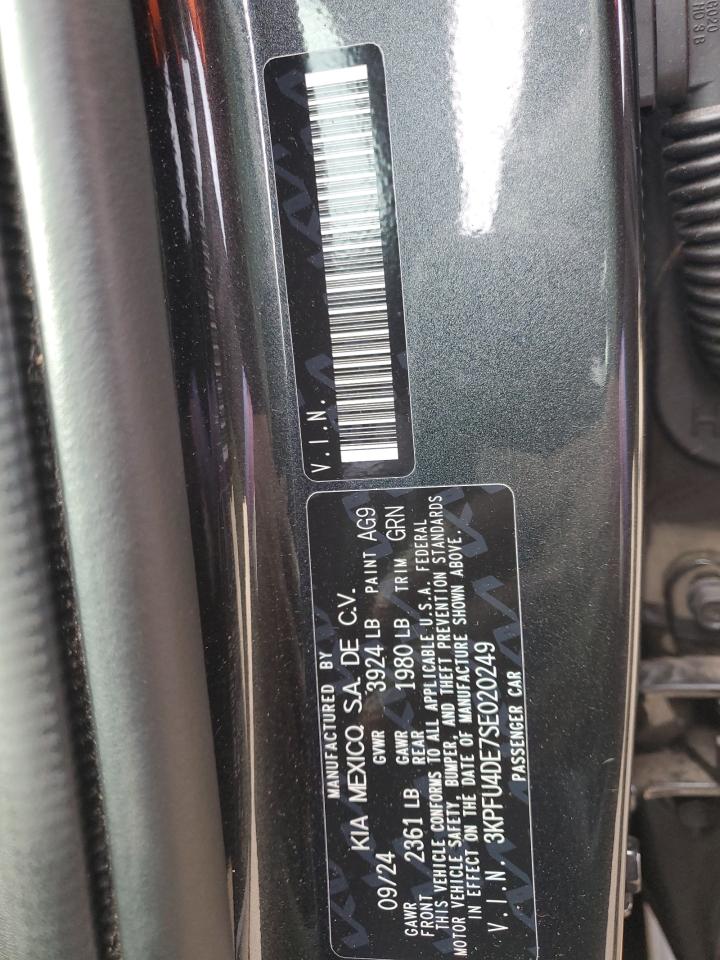 V.I.N.
MANUFACTURED BY
KIA MEXICO, S.A. DE C.V.
09/24 GVWR 3924 LB PAINT AG9
GAWR FRONT 2361 LB GAWR REAR 1980 LB TRIM GRN
THIS VEHICLE CONFORMS TO ALL APPLICABLE U.S.A. FEDERAL
MOTOR VEHICLE SAFETY, BUMPER, AND THEFT PREVENTION STANDARDS
IN EFFECT ON THE DATE OF MANUFACTURE SHOWN ABOVE.
V.I.N. 3KPFU4DE7SE020249
PASSENGER CAR